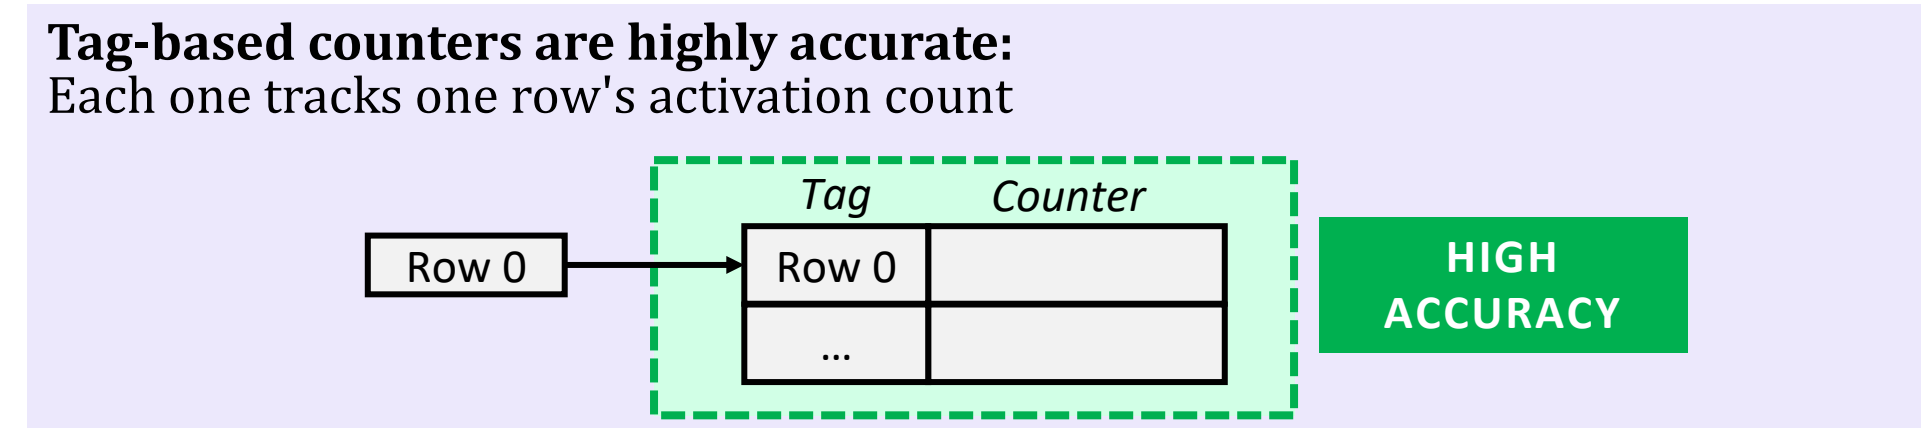 Tag-based counters are highly accurate:
Each one tracks one row's activation count
Tag Counter
Row 0 Row 0
...
HIGH
ACCURACY